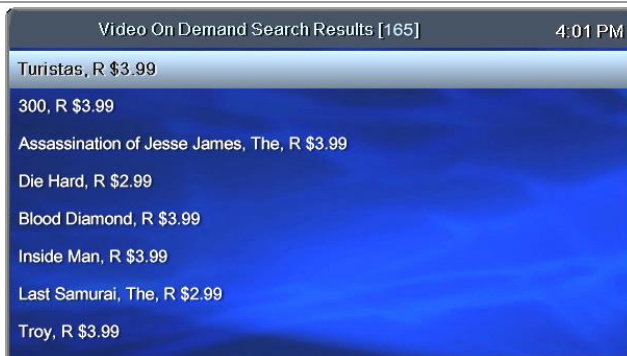 Video On Demand Search Results [165] 4:01 PM
Turistas, R $3.99
300, R $3.99
Assassination of Jesse James, The, R $3.99
Die Hard, R $2.99
Blood Diamond, R $3.99
Inside Man, R $3.99
Last Samurai, The, R $2.99
Troy, R $3.99